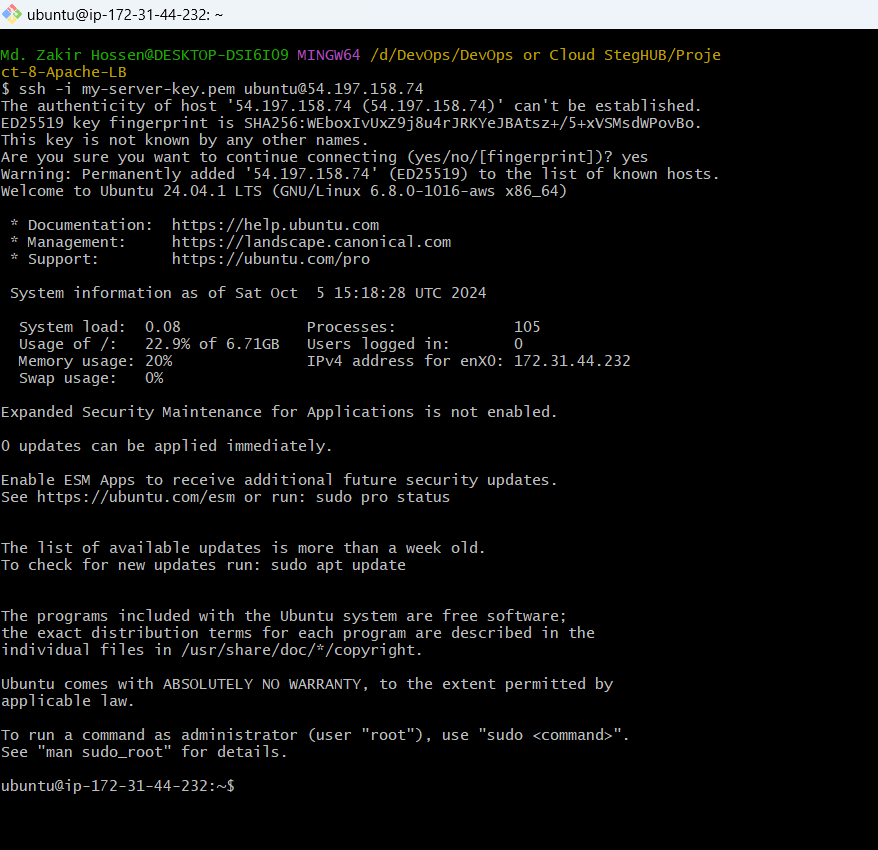 ubuntu@ip-172-31-44-232: ~
Md. Zakir Hossen@DESKTOP-DSI6IO9 MINGW64 /d/DevOps/DevOps or Cloud StegHUB/Proje
ct-8-Apache-LB
$ ssh -i my-server-key.pem ubuntu@54.197.158.74
The authenticity of host '54.197.158.74 (54.197.158.74)' can't be established.
ED25519 key fingerprint is SHA256:WEboxIvUxZ9j8u4rJRKYeJBAtsz+/5+xVSMsdWPovBo.
This key is not known by any other names.
Are you sure you want to continue connecting (yes/no/[fingerprint])? yes
Warning: Permanently added '54.197.158.74' (ED25519) to the list of known hosts.
Welcome to Ubuntu 24.04.1 LTS (GNU/Linux 6.8.0-1016-aws x86_64)
* Documentation:  https://help.ubuntu.com
* Management:     https://landscape.canonical.com
* Support:        https://ubuntu.com/pro
System information as of Sat Oct  5 15:18:28 UTC 2024
System load:  0.08               Processes:             105
Usage of /:   22.9% of 6.71GB   Users logged in:       0
Memory usage: 20%               IPv4 address for enX0: 172.31.44.232
Swap usage:   0%
Expanded Security Maintenance for Applications is not enabled.
0 updates can be applied immediately.
Enable ESM Apps to receive additional future security updates.
See https://ubuntu.com/esm or run: sudo pro status
The list of available updates is more than a week old.
To check for new updates run: sudo apt update
The programs included with the Ubuntu system are free software;
the exact distribution terms for each program are described in the
individual files in /usr/share/doc/*/copyright.
Ubuntu comes with ABSOLUTELY NO WARRANTY, to the extent permitted by
applicable law.
To run a command as administrator (user "root"), use "sudo <command>".
See "man sudo_root" for details.
ubuntu@ip-172-31-44-232:~$